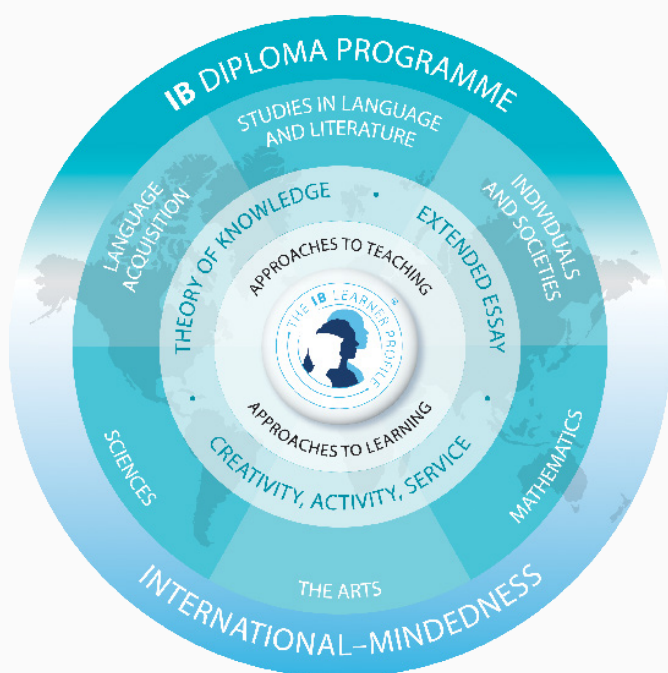 IB DIPLOMA PROGRAMME
STUDIES IN LANGUAGE
AND LITERATURE
LANGUAGE
ACQUISITION
INDIVIDUALS
AND SOCIETIES
THEORY OF KNOWLEDGE
EXTENDED ESSAY
APPROACHES TO TEACHING
THE IB LEARNER PROFILE
®
APPROACHES TO LEARNING
CREATIVITY, ACTIVITY, SERVICE
SCIENCES
MATHEMATICS
THE ARTS
INTERNATIONAL–MINDEDNESS